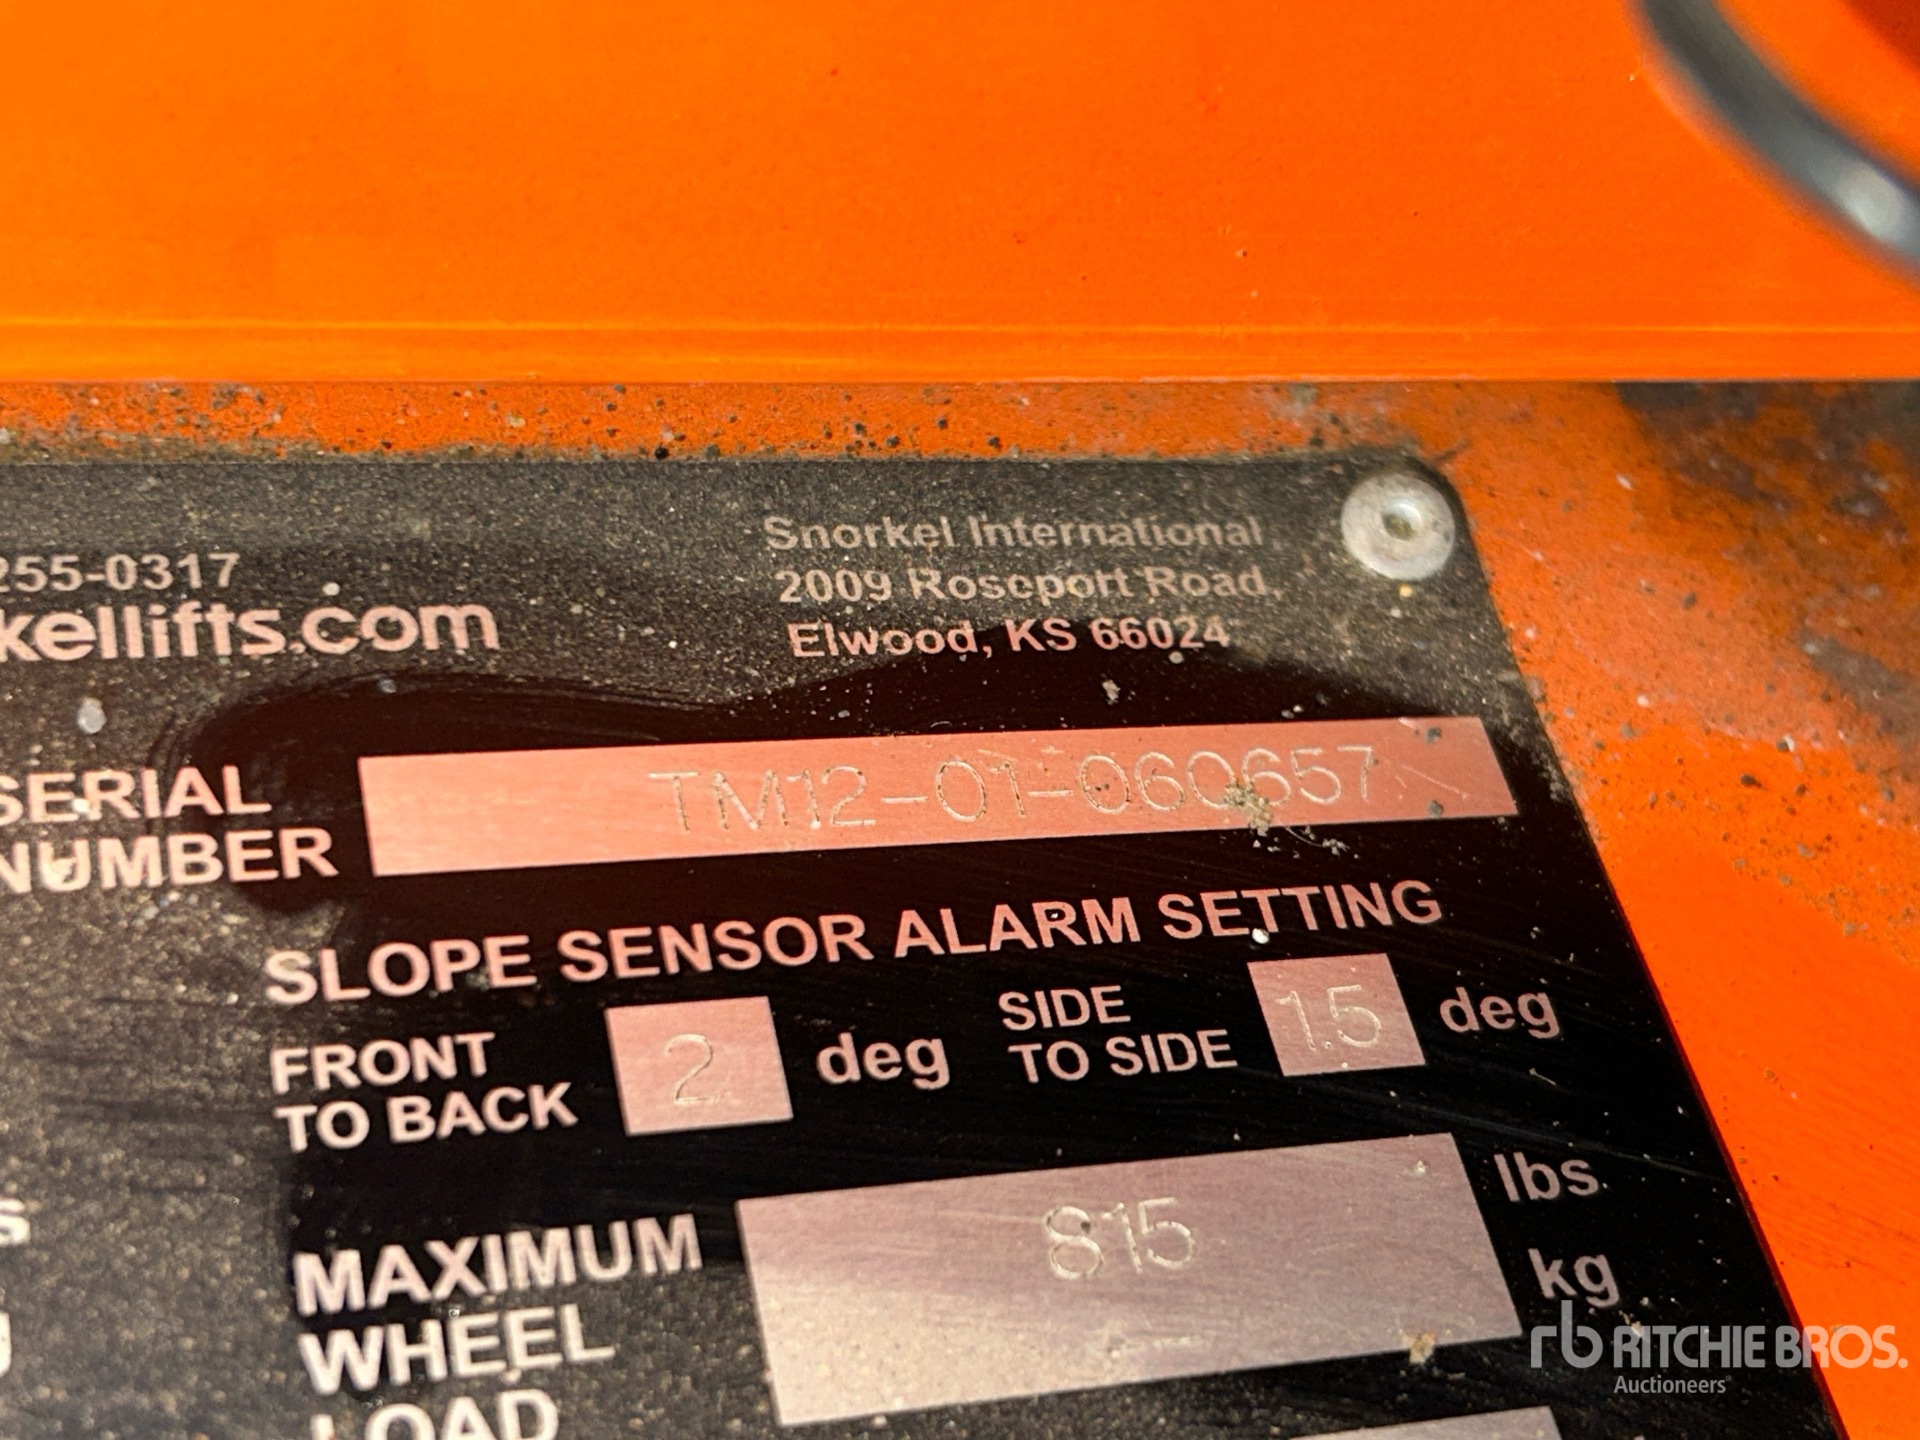 255-0317
kellifts.com
Snorkel International
2009 Roseport Road,
Elwood, KS 66024
SERIAL
NUMBER
TM12-01-060657
SLOPE SENSOR ALARM SETTING
FRONT
TO BACK
2
deg
SIDE
TO SIDE
1.5
deg
MAXIMUM
WHEEL
LOAD
815
lbs
kg
rb RITCHIE BROS.
Auctioneers